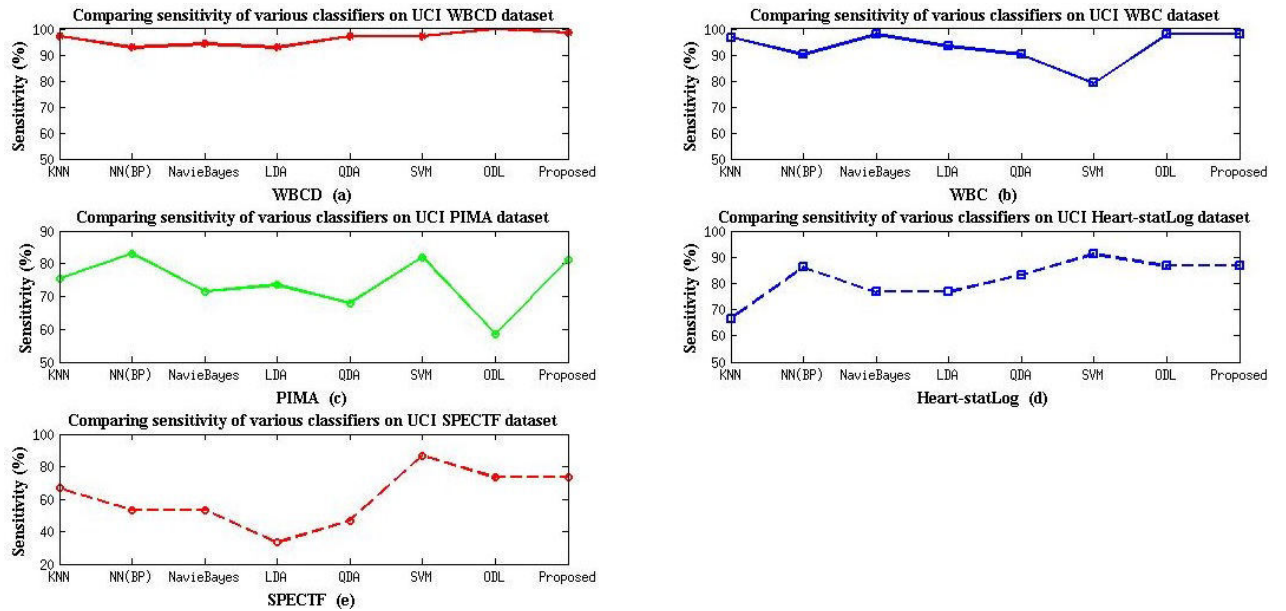 Comparing sensitivity of various classifiers on UCI WBCD dataset
Sensitivity (%)
100
90
80
70
60
50
KNN NN(BP) NavieBayes LDA QDA SVM ODL Proposed
WBCD (a)
Comparing sensitivity of various classifiers on UCI WBC dataset
Sensitivity (%)
100
90
80
70
60
50
KNN NN(BP) NavieBayes LDA QDA SVM ODL Proposed
WBC (b)
Comparing sensitivity of various classifiers on UCI PIMA dataset
Sensitivity (%)
90
80
70
60
50
KNN NN(BP) NavieBayes LDA QDA SVM ODL Proposed
PIMA (c)
Comparing sensitivity of various classifiers on UCI Heart-statLog dataset
Sensitivity (%)
100
90
80
70
60
50
KNN NN(BP) NavieBayes LDA QDA SVM ODL Proposed
Heart-statLog (d)
Comparing sensitivity of various classifiers on UCI SPECTF dataset
Sensitivity (%)
100
80
60
40
20
KNN NN(BP) NavieBayes LDA QDA SVM ODL Proposed
SPECTF (e)